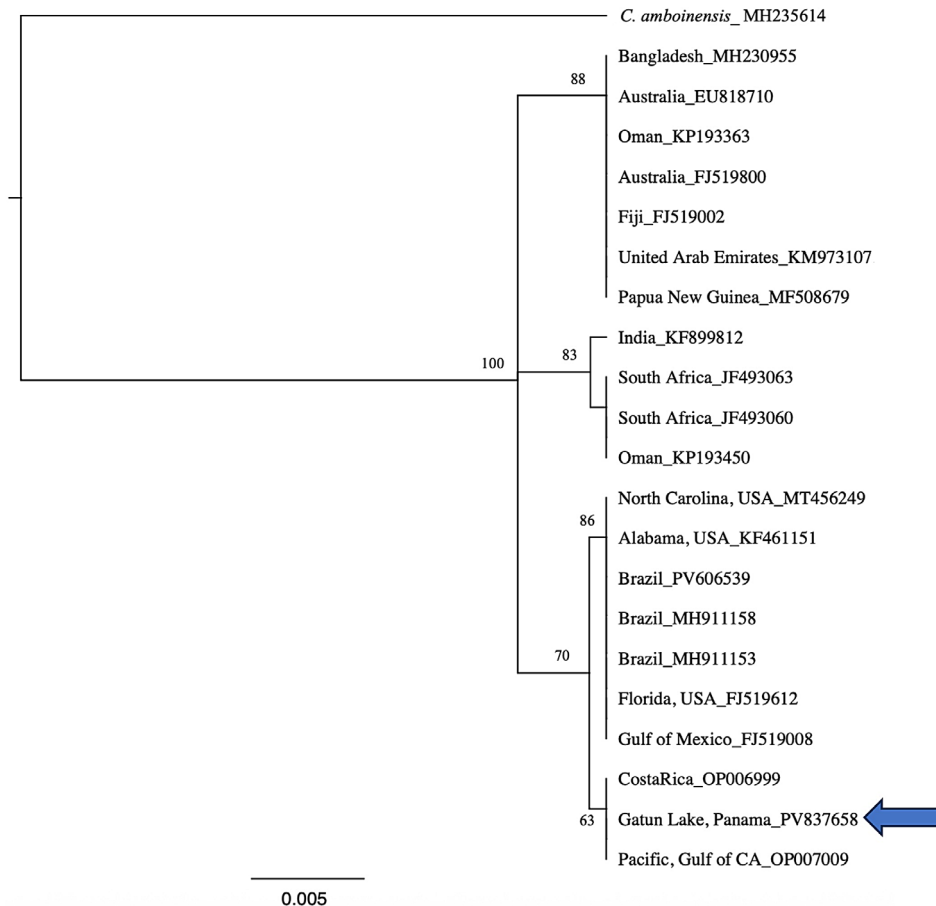 C. amboinensis_ MH235614
Bangladesh_MH230955
88
Australia_EU818710
Oman_KP193363
Australia_FJ519800
Fiji_FJ519002
United Arab Emirates_KM973107
Papua New Guinea_MF508679
India_KF899812
83
100
South Africa_JF493063
South Africa_JF493060
Oman_KP193450
North Carolina, USA_MT456249
86
Alabama, USA_KF461151
Brazil_PV606539
Brazil_MH911158
70
Brazil_MH911153
Florida, USA_FJ519612
Gulf of Mexico_FJ519008
CostaRica_OP006999
63
Gatun Lake, Panama_PV837658
Pacific, Gulf of CA_OP007009
0.005